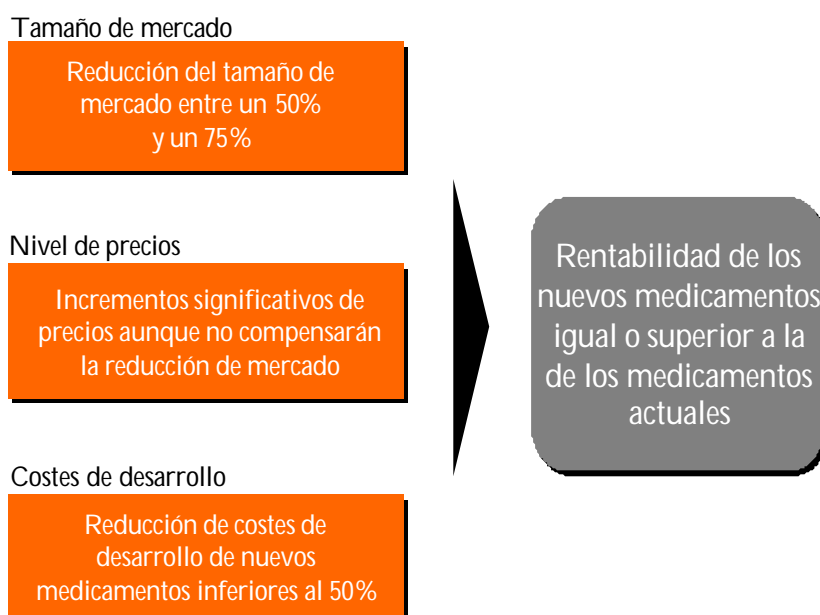 Tamaño de mercado
Reducción del tamaño de
mercado entre un 50%
y un 75%
Nivel de precios
Incrementos significativos de
precios aunque no compensarán
la reducción de mercado
Costes de desarrollo
Reducción de costes de
desarrollo de nuevos
medicamentos inferiores al 50%
Rentabilidad de los
nuevos medicamentos
igual o superior a la
de los medicamentos
actuales